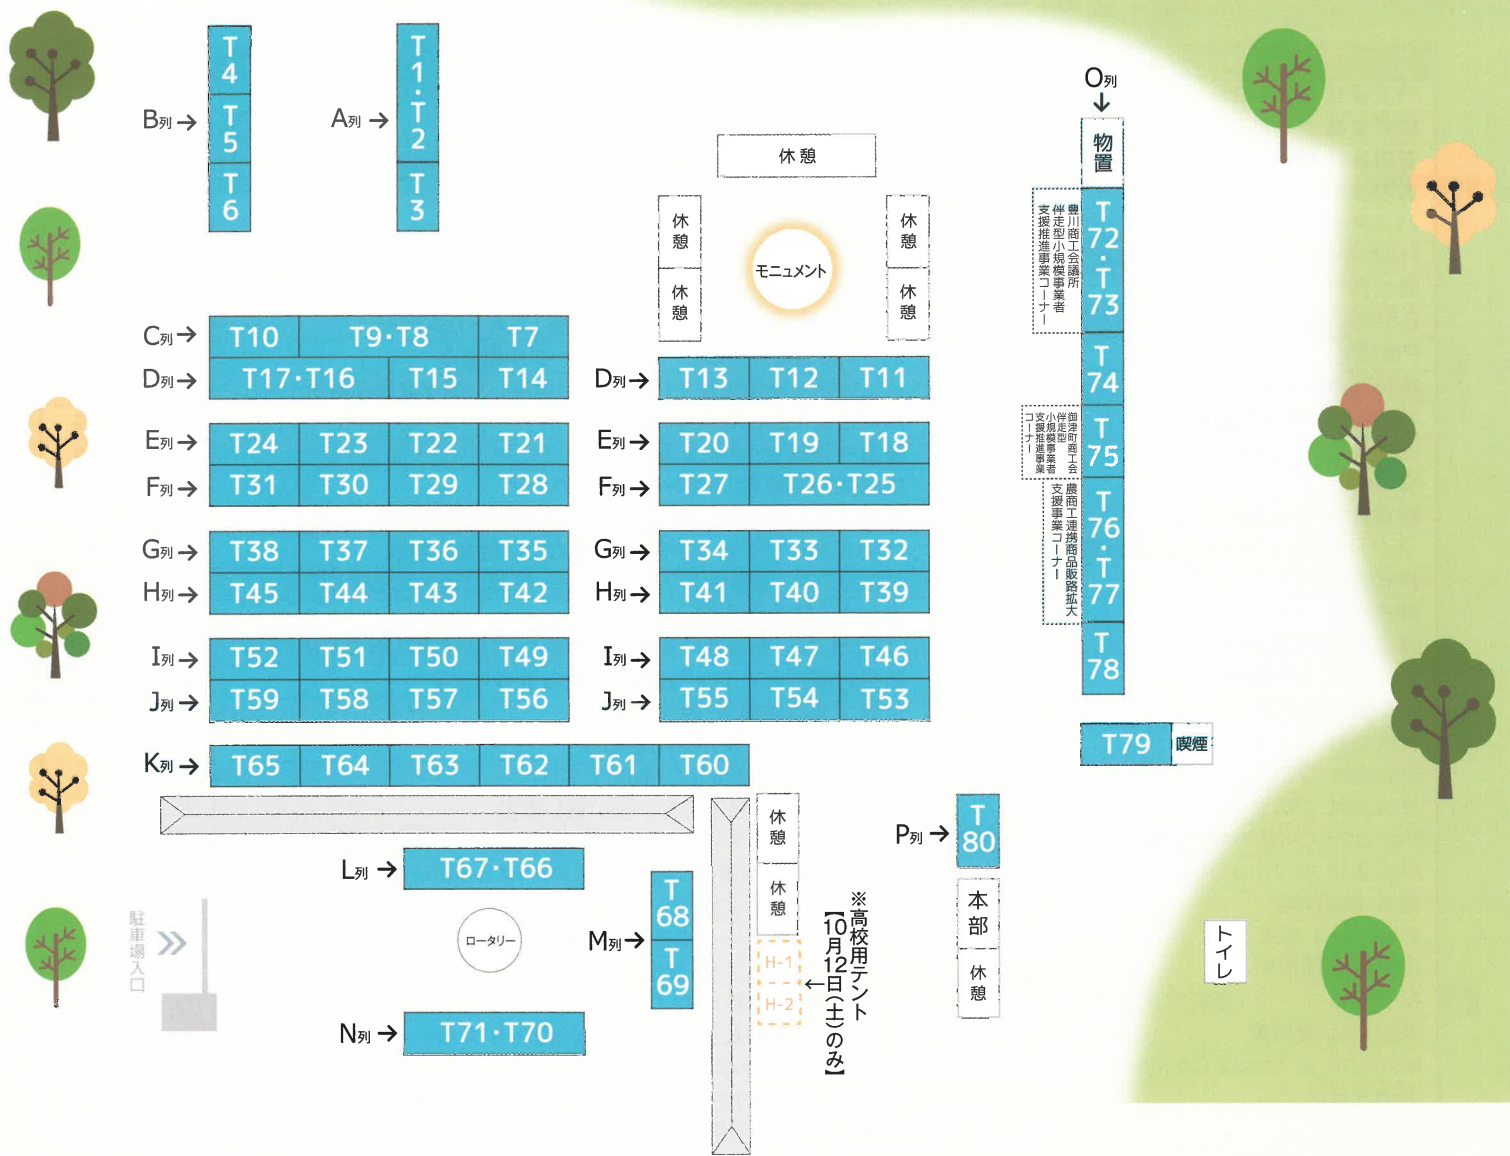 B列→
T4
T5
T6
A列→
T1・T2
T3
O列
↓
物置
休憩
休憩
休憩
休憩
休憩
モニュメント
豊川商工会議所
伴走型小規模事業者
支援推進事業コーナー
T72・T73
T74
御津町商工会
伴走型
小規模事業者
支援推進事業
コーナー
T75
農商工連携商品販路拡大
支援事業コーナー
T76・T77
T78
C列→ T10 T9・T8 T7
D列→ T17・T16 T15 T14
D列→ T13 T12 T11
E列→ T24 T23 T22 T21
E列→ T20 T19 T18
F列→ T31 T30 T29 T28
F列→ T27 T26・T25
G列→ T38 T37 T36 T35
G列→ T34 T33 T32
H列→ T45 T44 T43 T42
H列→ T41 T40 T39
I列→ T52 T51 T50 T49
I列→ T48 T47 T46
J列→ T59 T58 T57 T56
J列→ T55 T54 T53
T79 喫煙
K列→ T65 T64 T63 T62 T61 T60
休憩
休憩
P列→
T80
本部
休憩
L列→ T67・T66
M列→
T68
T69
ロータリー
駐車場入口
N列→ T71・T70
H-1
H-2
※高校用テント
←【10月12日(土)のみ】
トイレ